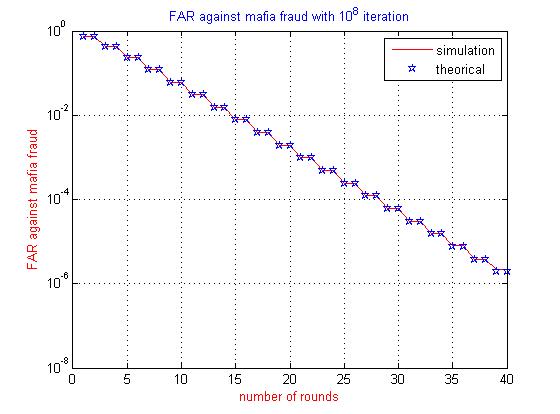 FAR against mafia fraud with 10^8 iteration
simulation
theorical
FAR against mafia fraud
10^0
10^-2
10^-4
10^-6
10^-8
0 5 10 15 20 25 30 35 40
number of rounds